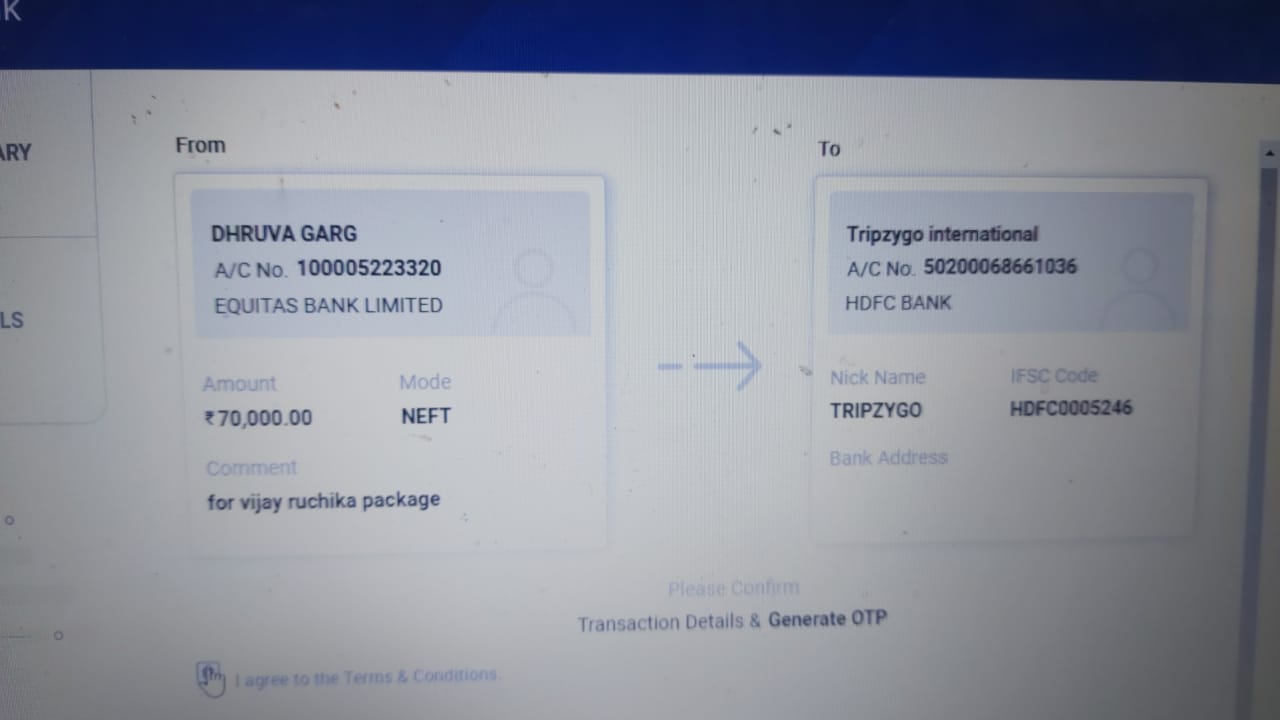 From
DHRUVA GARG
A/C No. 100005223320
EQUITAS BANK LIMITED
Amount
Mode
₹70,000.00
NEFT
Comment
for vijay ruchika package
To
Tripzygo international
A/C No. 50200068661036
HDFC BANK
Nick Name
IFSC Code
TRIPZYGO
HDFC0005246
Bank Address
Please Confirm
Transaction Details & Generate OTP
I agree to the Terms & Conditions.